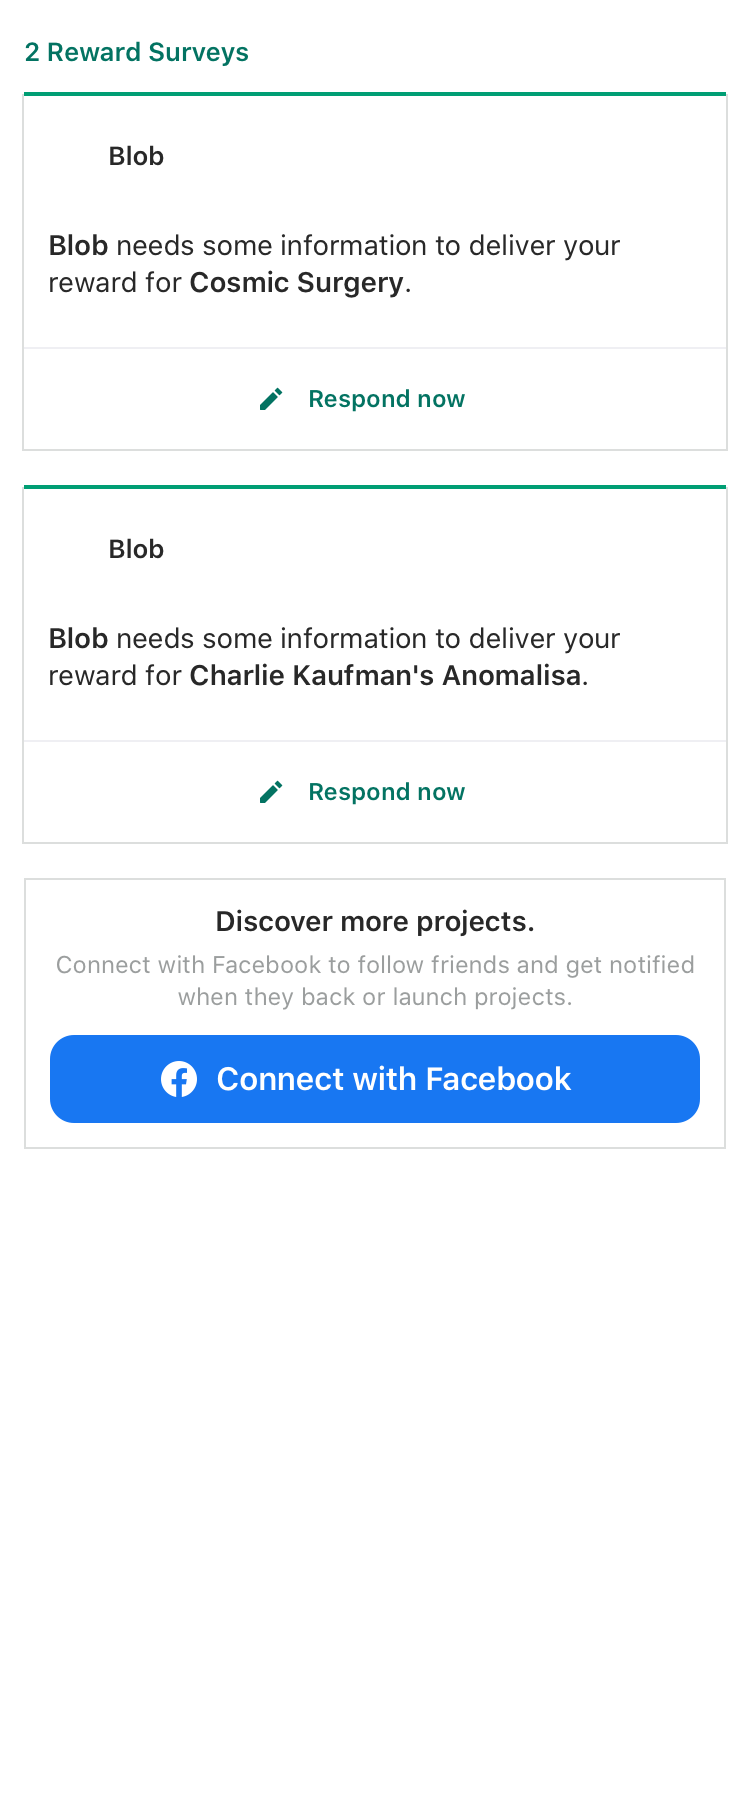 2 Reward Surveys
Blob
Blob needs some information to deliver your
reward for Cosmic Surgery.
Respond now
Blob
Blob needs some information to deliver your
reward for Charlie Kaufman's Anomalisa.
Respond now
Discover more projects.
Connect with Facebook to follow friends and get notified
when they back or launch projects.
Connect with Facebook